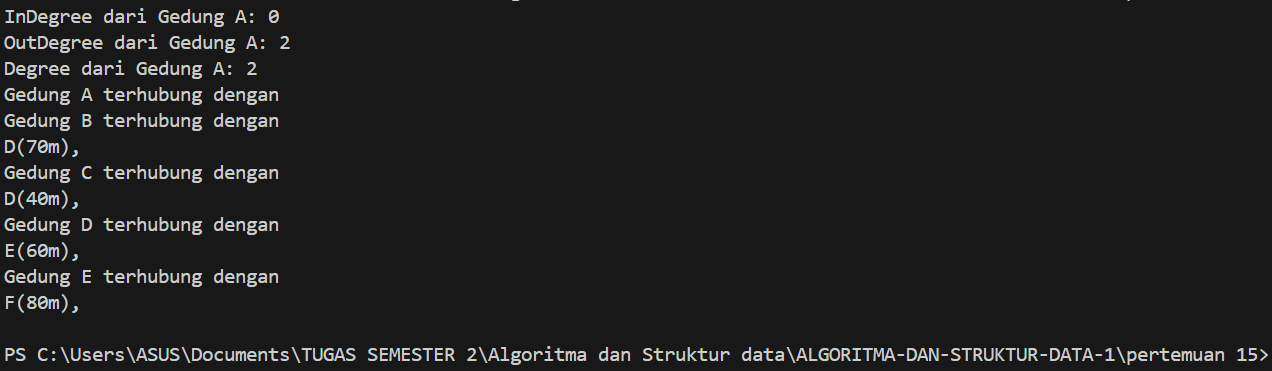 InDegree dari Gedung A: 0
OutDegree dari Gedung A: 2
Degree dari Gedung A: 2
Gedung A terhubung dengan
Gedung B terhubung dengan
D(70m),
Gedung C terhubung dengan
D(40m),
Gedung D terhubung dengan
E(60m),
Gedung E terhubung dengan
F(80m),
PS C:\Users\ASUS\Documents\TUGAS SEMESTER 2\Algoritma dan Struktur data\ALGORITMA-DAN-STRUKTUR-DATA-1\pertemuan 15>